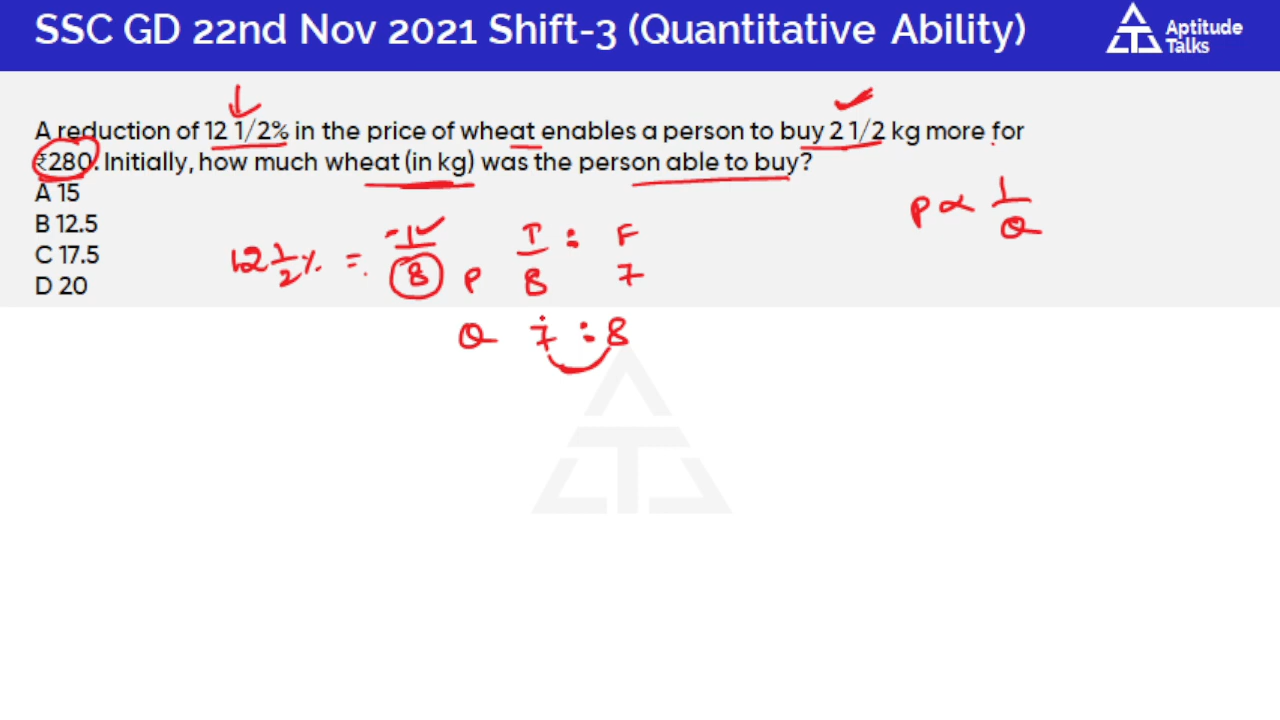 SSC GD 22nd Nov 2021 Shift-3 (Quantitative Ability)
Aptitude
Talks
A reduction of 12 1/2% in the price of wheat enables a person to buy 2 1/2 kg more for
₹280. Initially, how much wheat (in kg) was the person able to buy?
A 15
B 12.5
C 17.5
D 20
P ∝ 1/Q
12 1/2 % = -1/8
I : F
P 8 7
Q 7 : 8